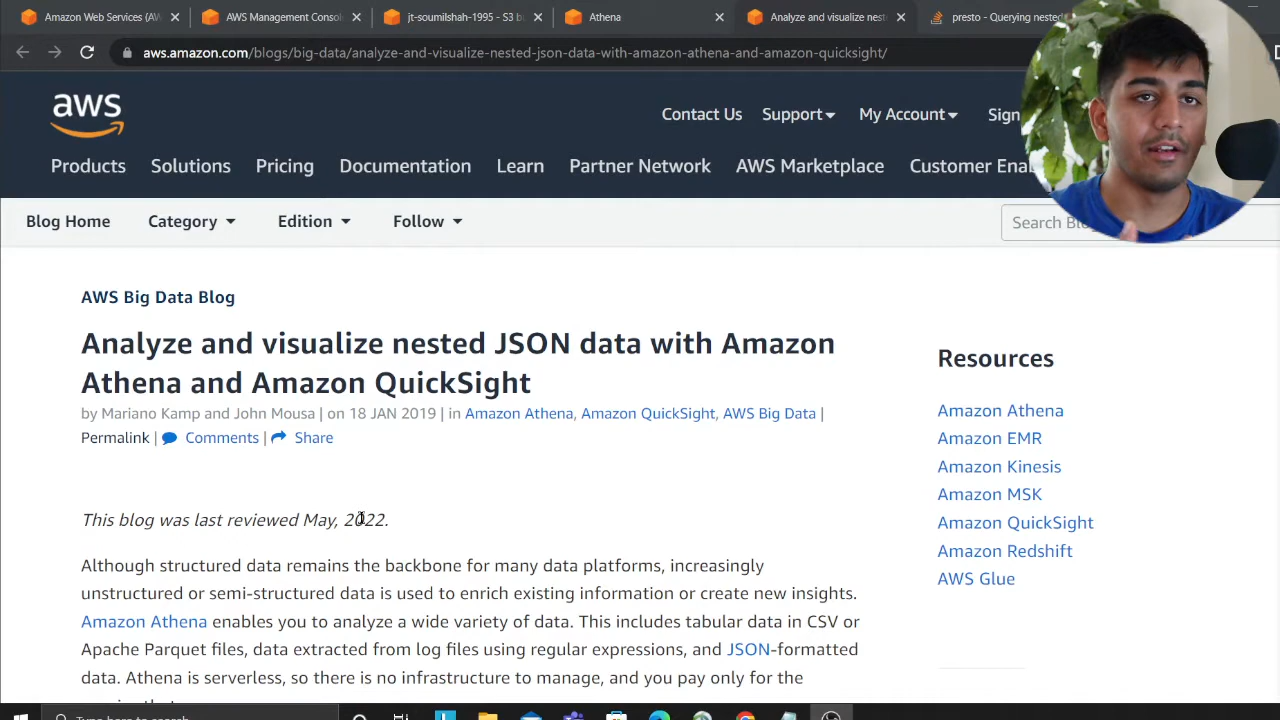 Amazon Web Services (AW
AWS Management Conso
jt-soumilshah-1995 - S3 bu
Athena
Analyze and visualize nest
presto - Querying nested
aws.amazon.com/blogs/big-data/analyze-and-visualize-nested-json-data-with-amazon-athena-and-amazon-quicksight/
aws
Contact Us Support My Account Sign
Products Solutions Pricing Documentation Learn Partner Network AWS Marketplace Customer Ena
Blog Home Category Edition Follow
Search Blo
AWS Big Data Blog
Analyze and visualize nested JSON data with Amazon
Athena and Amazon QuickSight
by Mariano Kamp and John Mousa | on 18 JAN 2019 | in Amazon Athena, Amazon QuickSight, AWS Big Data |
Permalink | Comments | Share
This blog was last reviewed May, 2022.
Although structured data remains the backbone for many data platforms, increasingly
unstructured or semi-structured data is used to enrich existing information or create new insights.
Amazon Athena enables you to analyze a wide variety of data. This includes tabular data in CSV or
Apache Parquet files, data extracted from log files using regular expressions, and JSON-formatted
data. Athena is serverless, so there is no infrastructure to manage, and you pay only for the
Resources
Amazon Athena
Amazon EMR
Amazon Kinesis
Amazon MSK
Amazon QuickSight
Amazon Redshift
AWS Glue
Type here to search